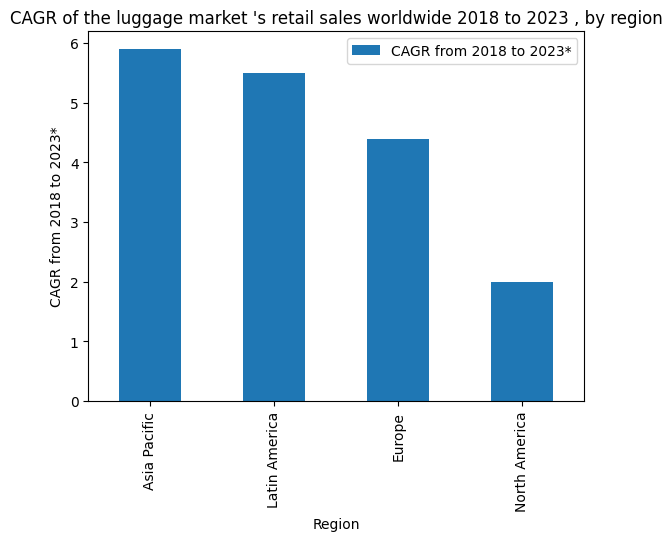 CAGR of the luggage market 's retail sales worldwide 2018 to 2023 , by region
CAGR from 2018 to 2023*
CAGR from 2018 to 2023*
6
5
4
3
2
1
0
Asia Pacific
Latin America
Europe
North America
Region